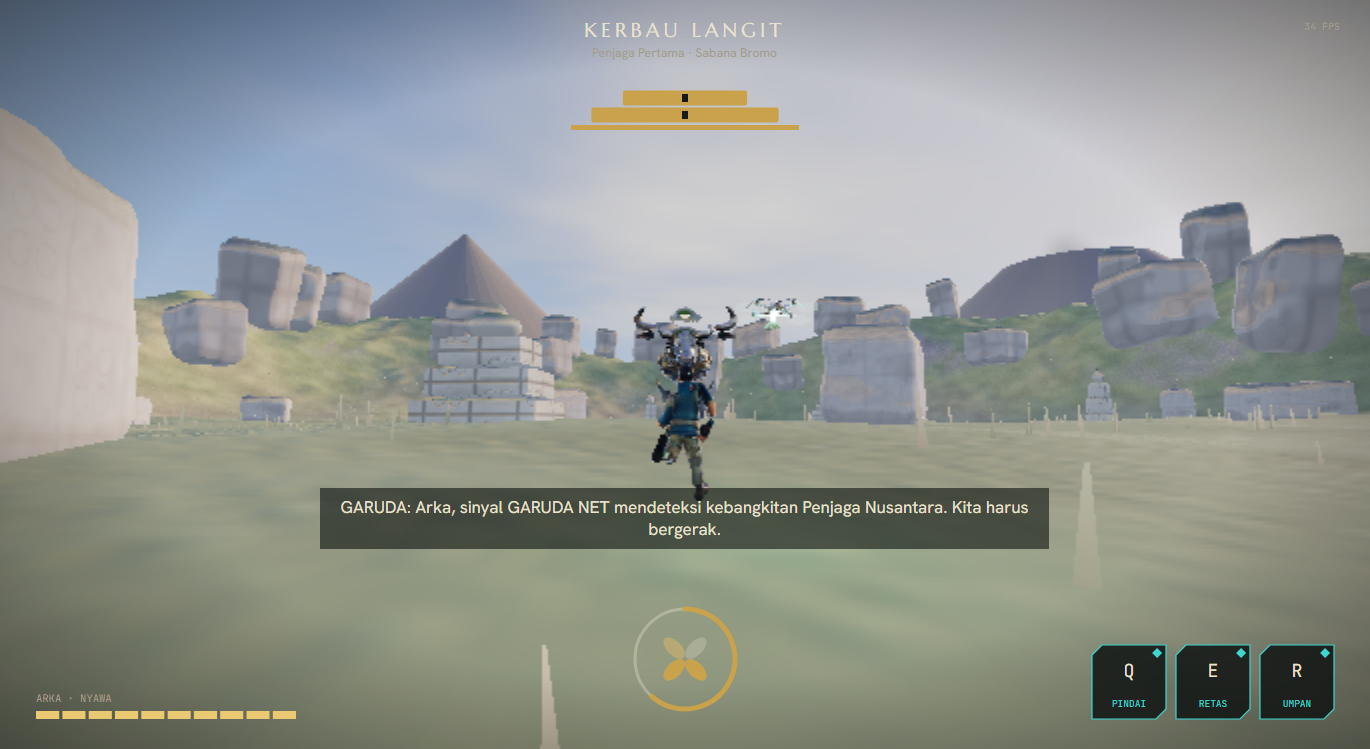 KERBAU LANGIT
Penjaga Pertama · Sabana Bromo
34 FPS
GARUDA: Arka, sinyal GARUDA NET mendeteksi kebangkitan Penjaga Nusantara. Kita harus
bergerak.
ARKA · NYAWA
Q
PINDAI
E
RETAS
R
UMPAN